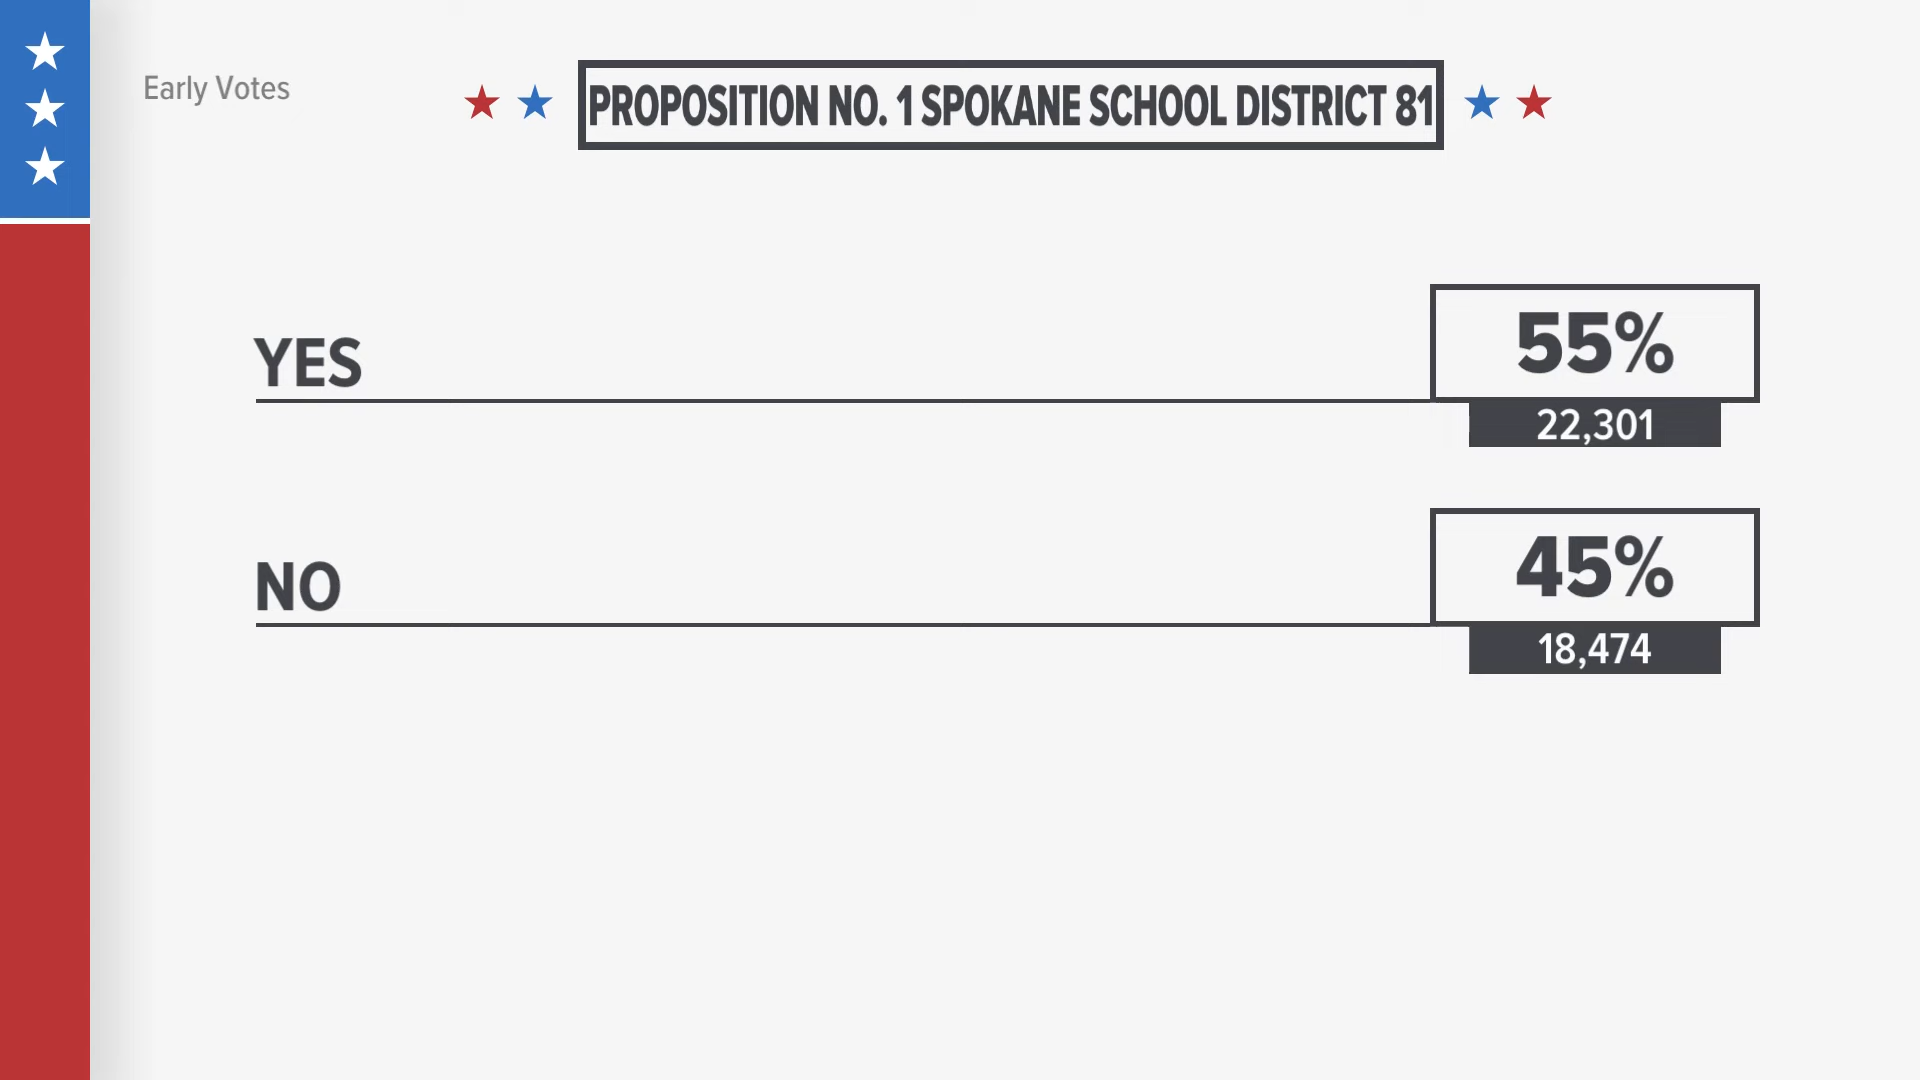 Early Votes
PROPOSITION NO. 1 SPOKANE SCHOOL DISTRICT 81
YES
55%
22,301
NO
45%
18,474